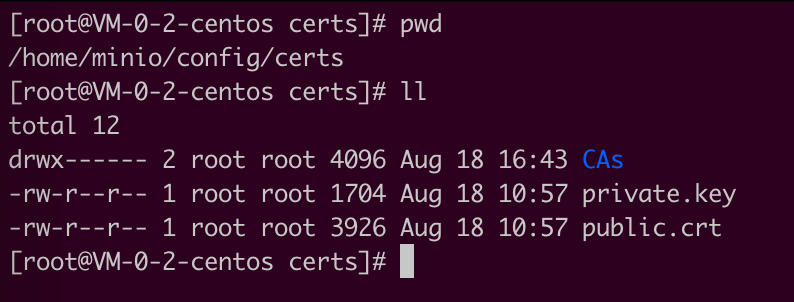 [root@VM-0-2-centos certs]# pwd
/home/minio/config/certs
[root@VM-0-2-centos certs]# ll
total 12
drwx------ 2 root root 4096 Aug 18 16:43 CAs
-rw-r--r-- 1 root root 1704 Aug 18 10:57 private.key
-rw-r--r-- 1 root root 3926 Aug 18 10:57 public.crt
[root@VM-0-2-centos certs]#